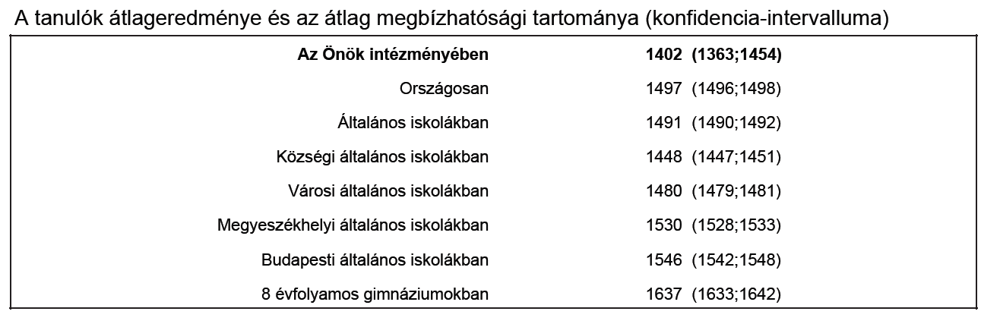 A tanulók átlageredménye és az átlag megbízhatósági tartománya (konfidencia-intervalluma)
Az Önök intézményében 1402 (1363;1454)
Országosan 1497 (1496;1498)
Általános iskolákban 1491 (1490;1492)
Községi általános iskolákban 1448 (1447;1451)
Városi általános iskolákban 1480 (1479;1481)
Megyeszékhelyi általános iskolákban 1530 (1528;1533)
Budapesti általános iskolákban 1546 (1542;1548)
8 évfolyamos gimnáziumokban 1637 (1633;1642)